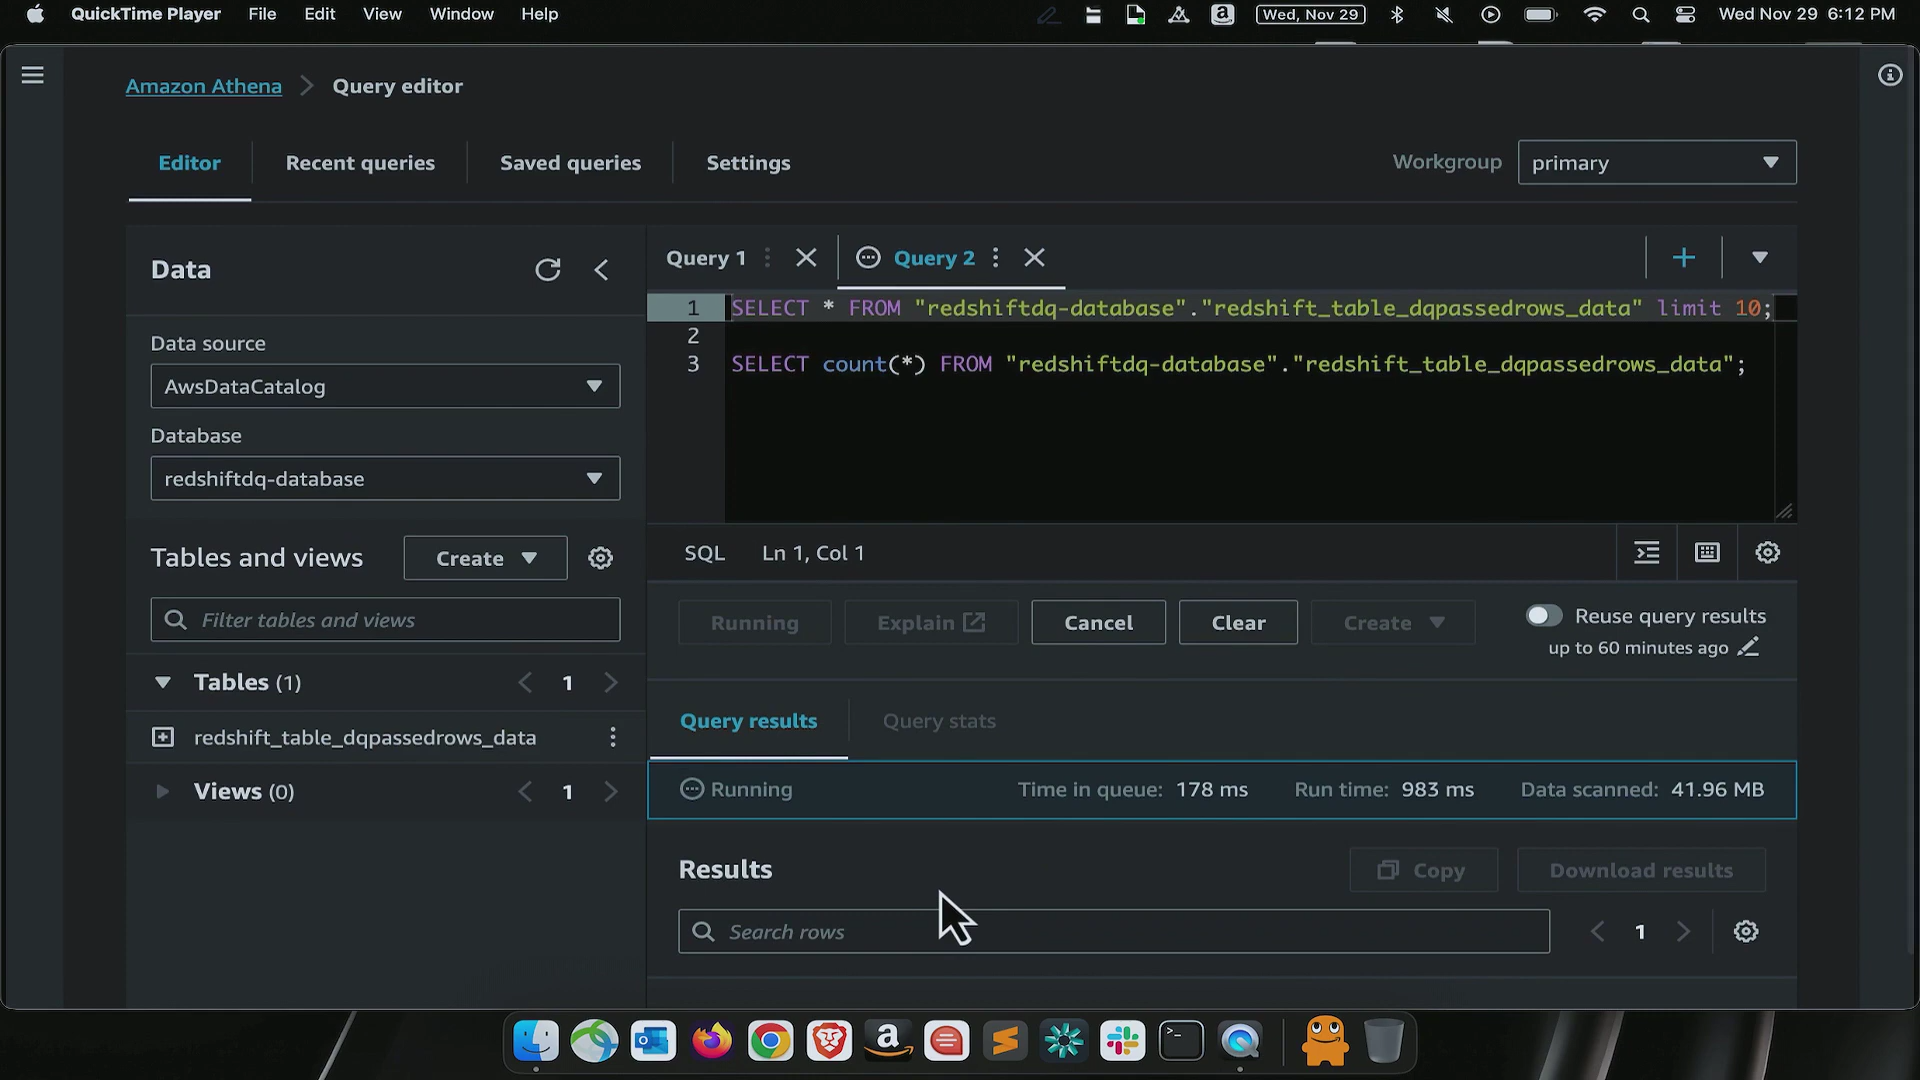 QuickTime Player File Edit View Window Help
Wed, Nov 29
Wed Nov 29 6:12 PM
Amazon Athena
Query editor
Editor
Recent queries
Saved queries
Settings
Workgroup
primary
Data
Data source
AwsDataCatalog
Database
redshiftdq-database
Tables and views
Create
Filter tables and views
Tables (1)
1
redshift_table_dqpassedrows_data
Views (0)
1
Query 1
Query 2
1 SELECT * FROM "redshiftdq-database"."redshift_table_dqpassedrows_data" limit 10;
2
3 SELECT count(*) FROM "redshiftdq-database"."redshift_table_dqpassedrows_data";
SQL Ln 1, Col 1
Running
Explain
Cancel
Clear
Create
Reuse query results
up to 60 minutes ago
Query results
Query stats
Running
Time in queue: 178 ms
Run time: 983 ms
Data scanned: 41.96 MB
Results
Copy
Download results
Search rows
1